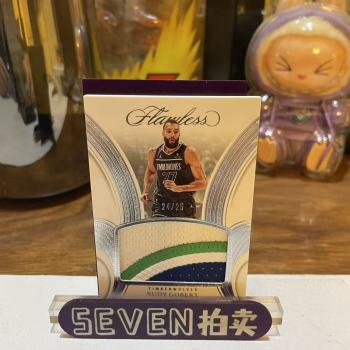 Flawless
TIMBERWOLVES
27
24/25
TIMBERWOLVES
RUDY GOBERT
SEVEN拍卖